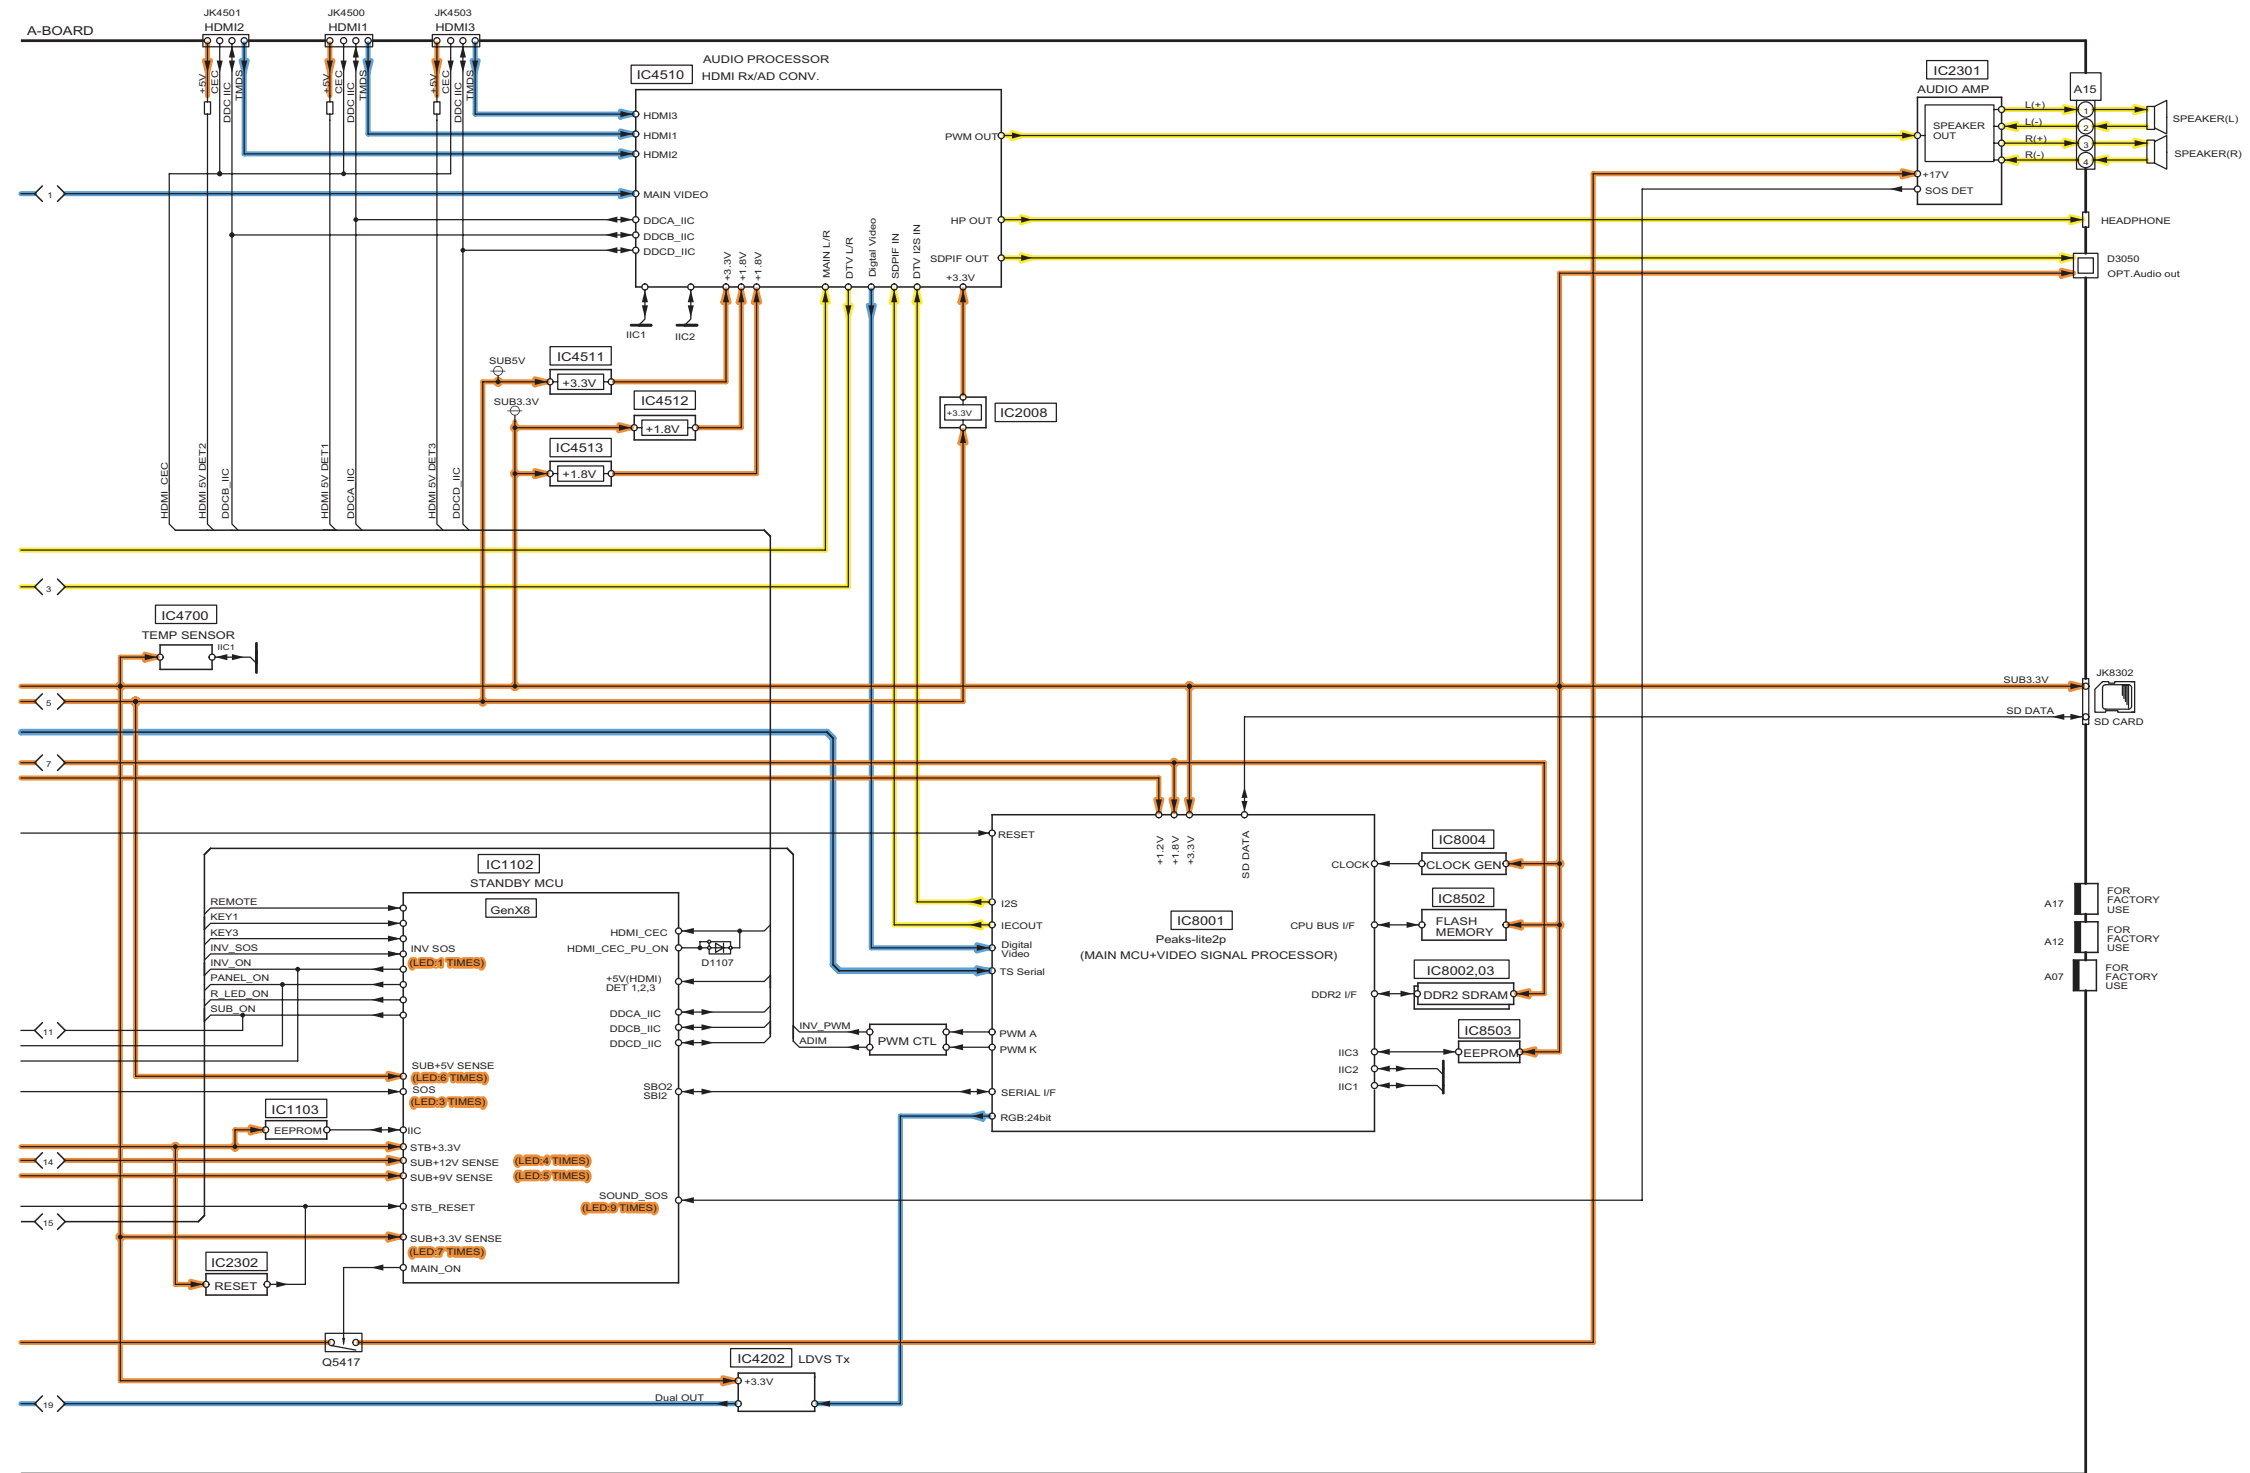 A-BOARD
JK4501
HDMI2
JK4500
HDMI1
JK4503
HDMI3
+5V
CEC
DDC IIC
TMDS
+5V
CEC
DDC IIC
TMDS
+5V
CEC
DDC IIC
TMDS
AUDIO PROCESSOR
IC4510
HDMI Rx/AD CONV.
HDMI3
HDMI1
HDMI2
MAIN VIDEO
DDCA_IIC
DDCB_IIC
DDCD_IIC
PWM OUT
HP OUT
SDPIF OUT
+3.3V
+3.3V
+1.8V
+1.8V
MAIN L/R
DTV L/R
Digtal Video
SDPIF IN
DTV I2S IN
IIC1
IIC2
IC2301
AUDIO AMP
SPEAKER
OUT
+17V
SOS DET
L(+)
L(-)
R(+)
R(-)
A15
1
2
3
4
SPEAKER(L)
SPEAKER(R)
HEADPHONE
D3050
OPT.Audio out
1
SUB5V
IC4511
+3.3V
SUB3.3V
IC4512
+1.8V
IC4513
+1.8V
+3.3V
IC2008
HDMI_CEC
HDMI 5V DET2
DDCB_IIC
HDMI 5V DET1
DDCA_IIC
HDMI 5V DET3
DDCD_IIC
3
IC4700
TEMP SENSOR
IIC1
5
7
SUB3.3V
SD DATA
JK8302
SD CARD
RESET
+1.2V
+1.8V
+3.3V
SD DATA
I2S
IECOUT
Digital
Video
TS Serial
IC8001
Peaks-lite2p
(MAIN MCU+VIDEO SIGNAL PROCESSOR)
PWM A
PWM K
SERIAL I/F
RGB:24bit
CLOCK
CPU BUS I/F
DDR2 I/F
IIC3
IIC2
IIC1
IC8004
CLOCK GEN
IC8502
FLASH
MEMORY
IC8002,03
DDR2 SDRAM
IC8503
EEPROM
A17
FOR
FACTORY
USE
A12
FOR
FACTORY
USE
A07
FOR
FACTORY
USE
IC1102
STANDBY MCU
GenX8
REMOTE
KEY1
KEY3
INV_SOS
INV_ON
PANEL_ON
R_LED_ON
SUB_ON
INV SOS
(LED:1 TIMES)
HDMI_CEC
HDMI_CEC_PU_ON
D1107
+5V(HDMI)
DET 1,2,3
DDCA_IIC
DDCB_IIC
DDCD_IIC
INV_PWM
ADIM
PWM CTL
11
SUB+5V SENSE
(LED:6 TIMES)
SOS
(LED:3 TIMES)
SBO2
SBI2
IC1103
EEPROM
IIC
STB+3.3V
14
SUB+12V SENSE
(LED:4 TIMES)
SUB+9V SENSE
(LED:5 TIMES)
SOUND_SOS
(LED:9 TIMES)
STB_RESET
15
SUB+3.3V SENSE
(LED:7 TIMES)
IC2302
RESET
MAIN_ON
Q5417
IC4202
LDVS Tx
+3.3V
Dual OUT
19